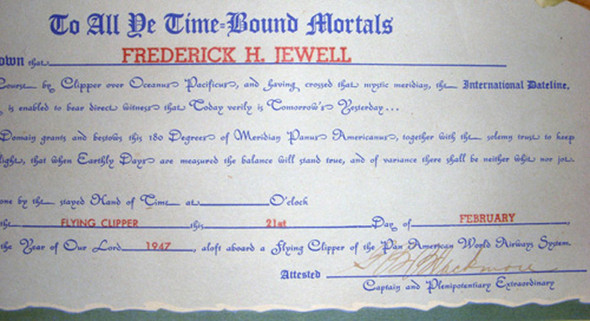 To All Ye Time-Bound Mortals
own that FREDERICK H. JEWELL
Course by Clipper over Oceanus Pacificus, and having crossed that mystic meridian, the International Dateline,
is enabled to bear direct witness that Today verily is Tomorrow's Yesterday...
Domain grants and bestows this 180 Degrees of Meridian Panus Americanus, together with the solemn trust to keep
light, that when Earthly Days are measured the balance will stand true, and of variance there shall be neither whit nor jot.
one by the stayed Hand of Time at O'clock
the FLYING CLIPPER this 21st Day of FEBRUARY,
the Year of Our Lord 1947, aloft aboard a Flying Clipper of the Pan American World Airways System.
Attested
Captain and Plenipotentiary Extraordinary